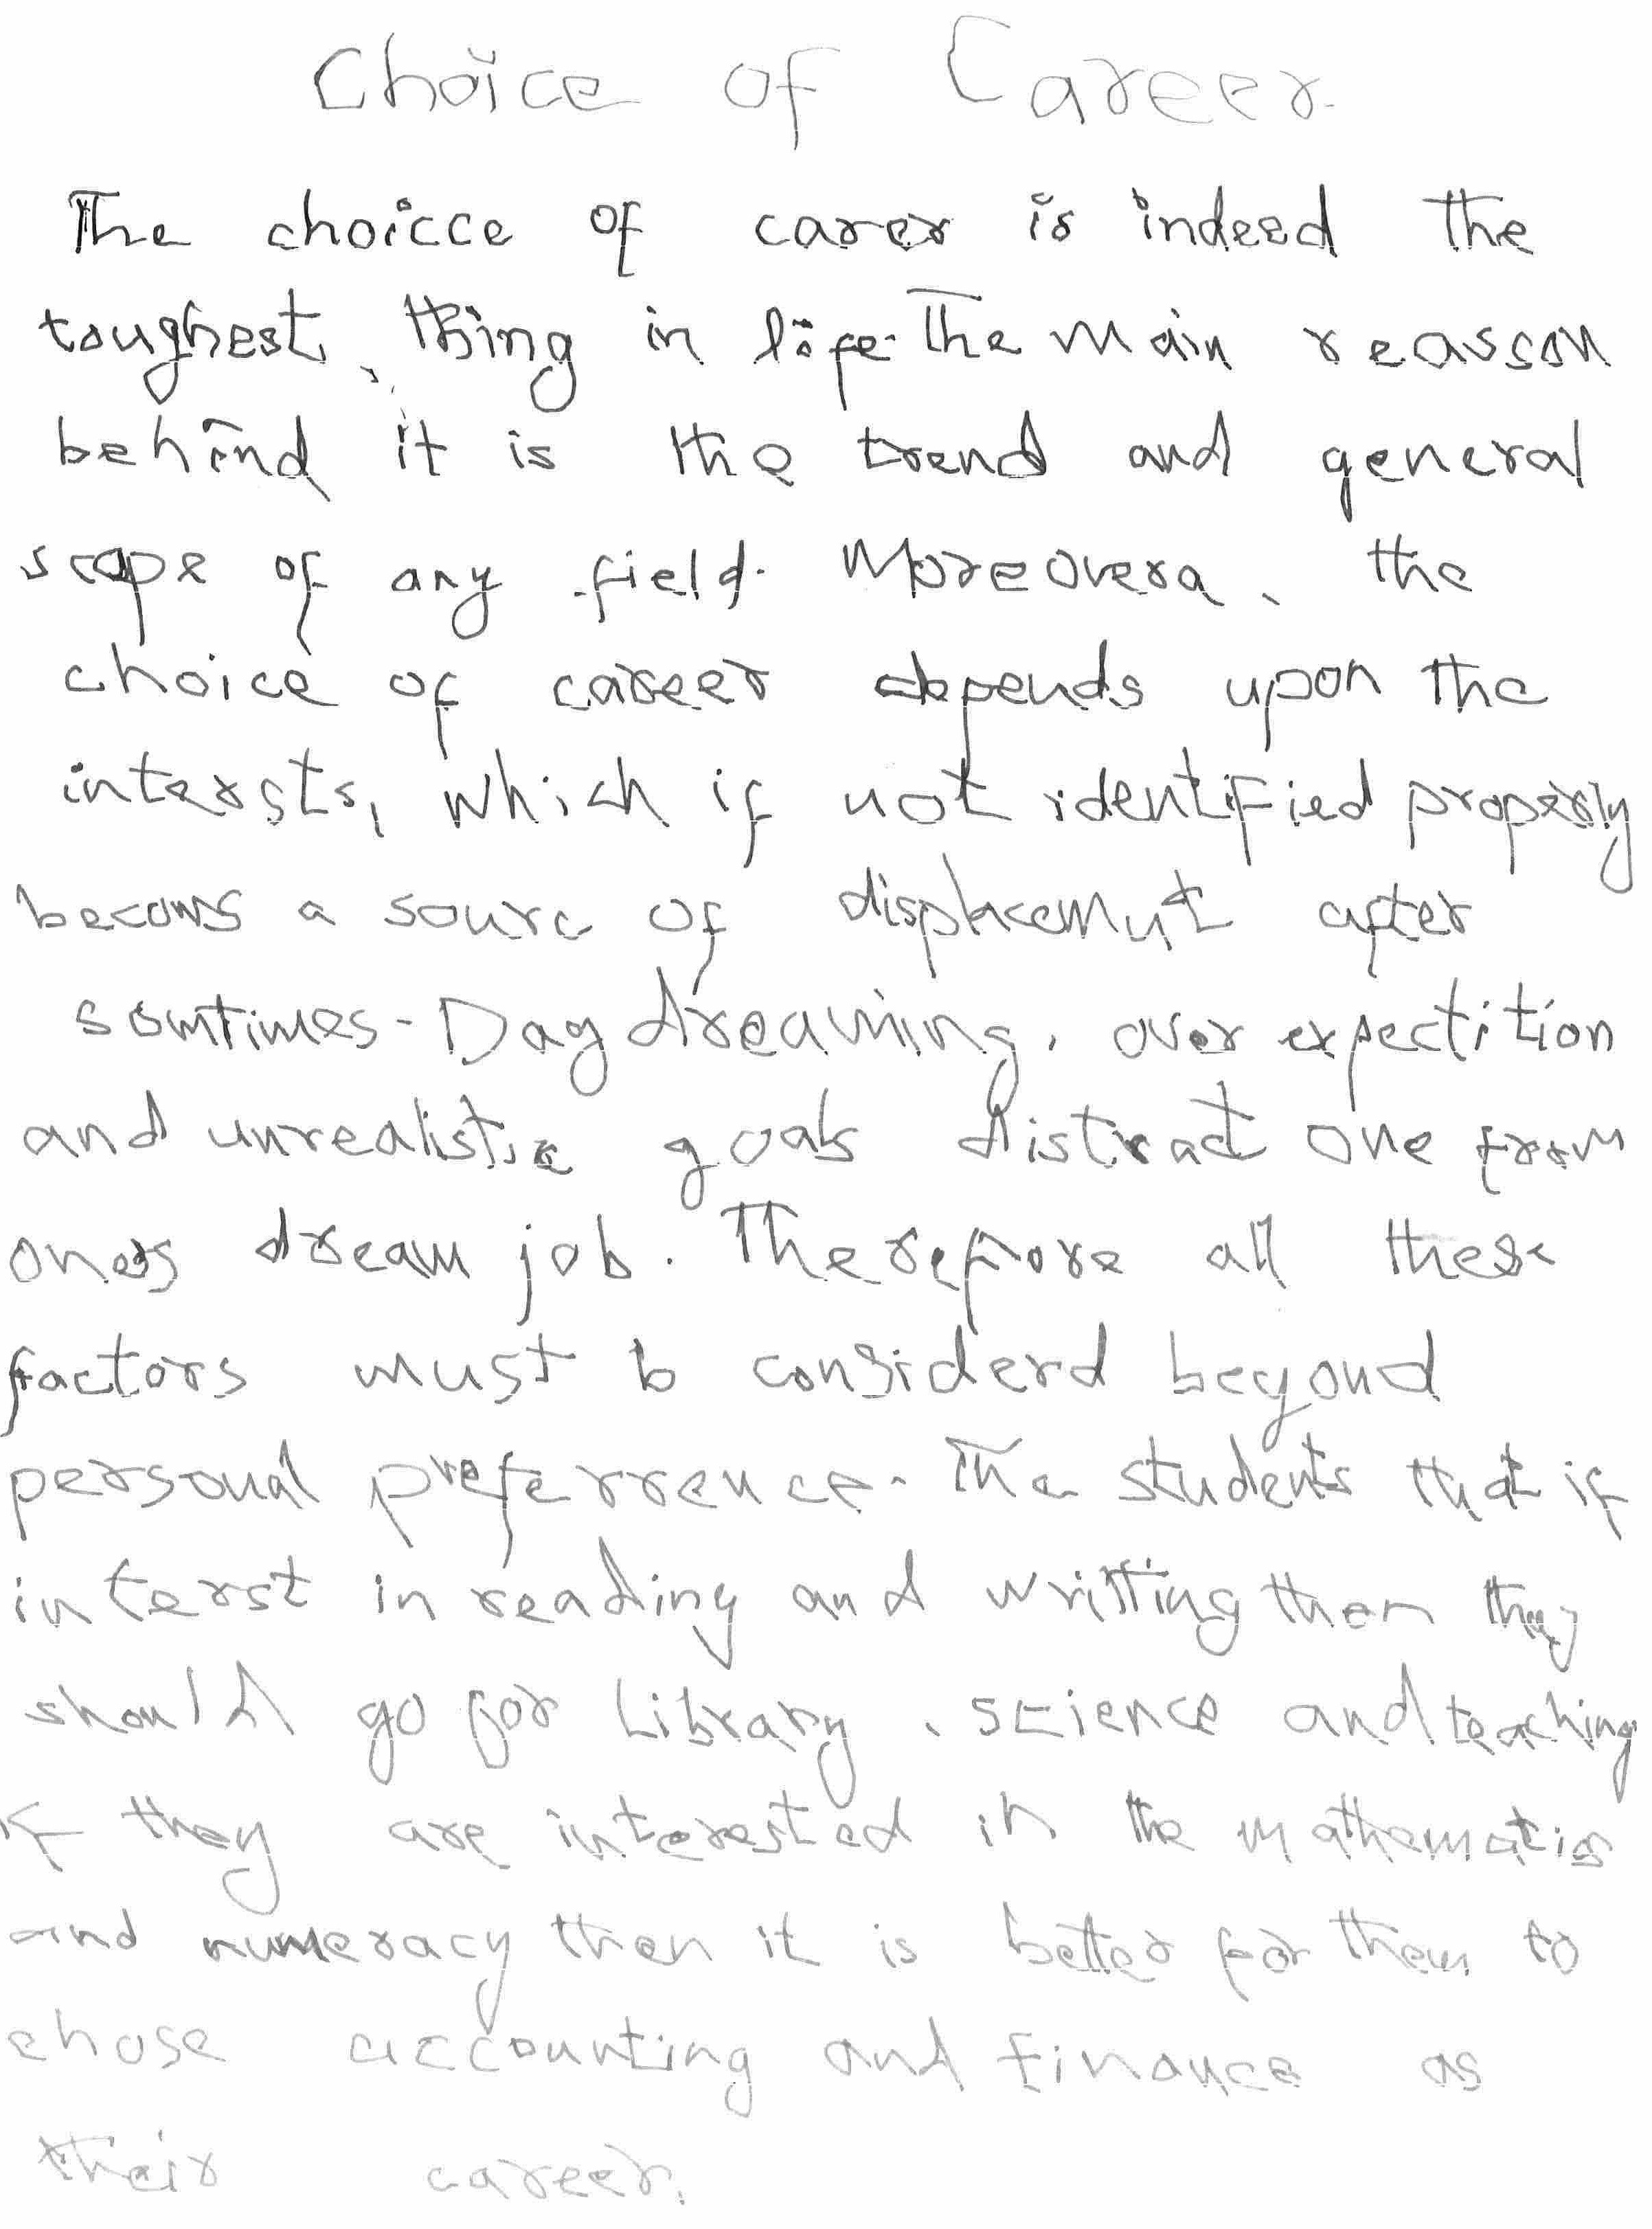 Choice of Career
The choicce of carer is indeed the
toughest, thing in life. The main reason
behind it is the trend and general
scope of any field. Moreovera, the
choice of career depends upon the
intersts, which if not identified properly
becoms a sourc of displacemut after
somtimes - Day dreaming, over expectition
and unrealistic goals distract one from
ones dream job. Therefore all these
factors must b considerd beyond
personal preferrence. The students that if
interst in reading and writting then they
should go for Library, science and teaching
if they are interested in the mathematics
and numeracy then it is better for them to
chose accounting and finance as
their career.